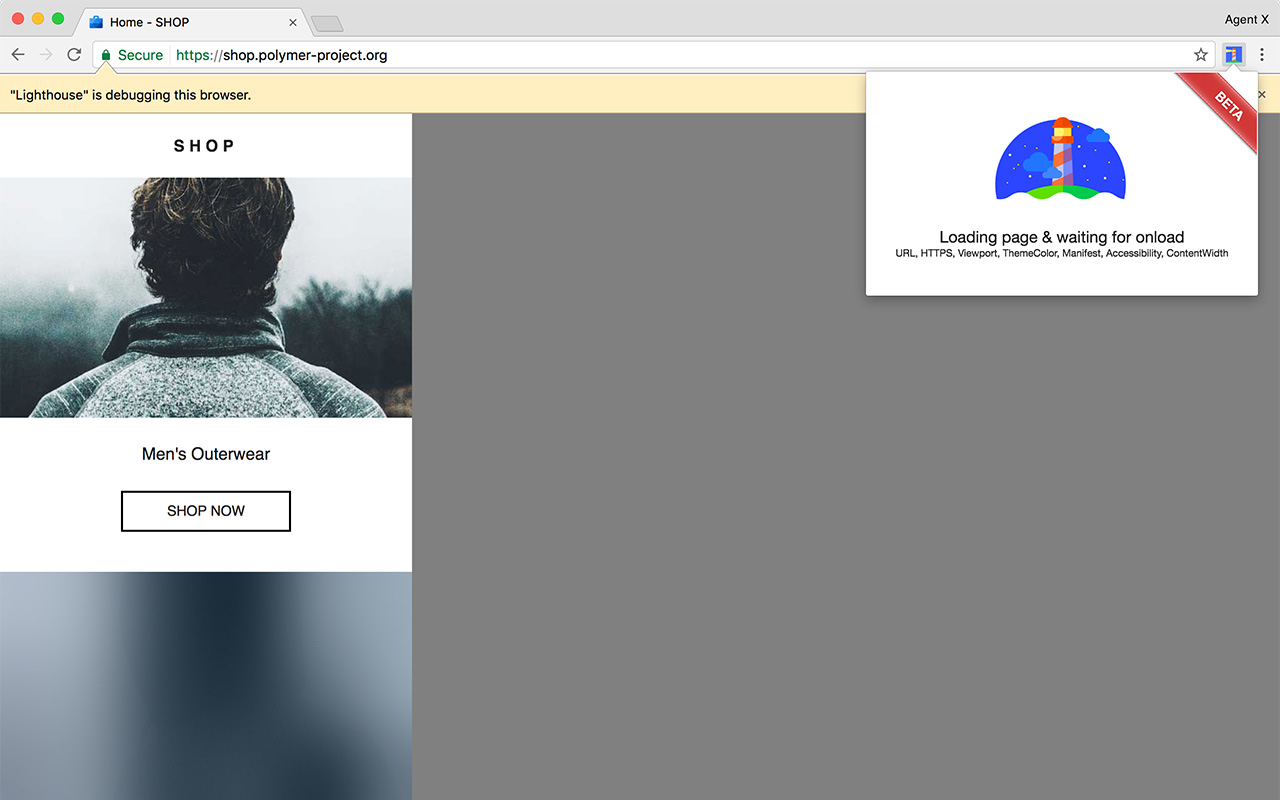 Home - SHOP
Agent X
Secure
https://shop.polymer-project.org
"Lighthouse" is debugging this browser.
BETA
Loading page & waiting for onload
URL, HTTPS, Viewport, ThemeColor, Manifest, Accessibility, ContentWidth
SHOP
Men's Outerwear
SHOP NOW